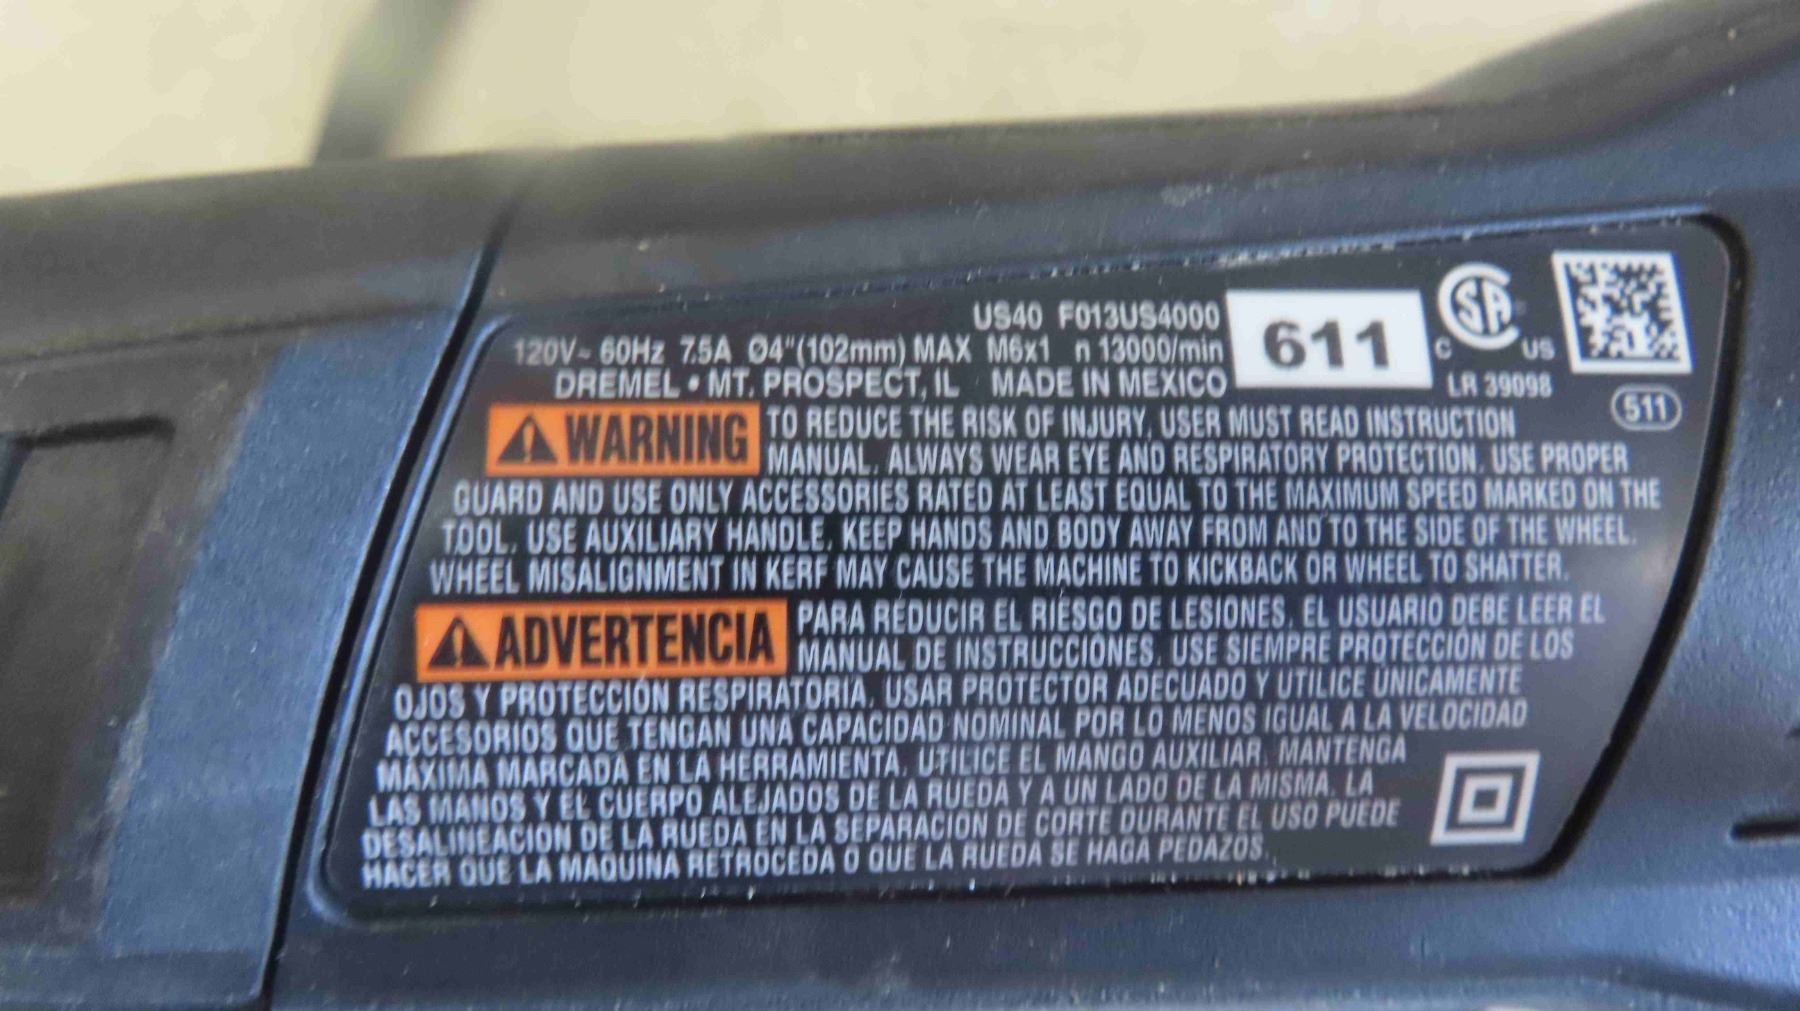 US40 F013US4000
120V~ 60Hz 7.5A Ø4"(102mm) MAX M6x1 n 13000/min
DREMEL • MT. PROSPECT, IL MADE IN MEXICO
611
C SA US
LR 39098
511
WARNING TO REDUCE THE RISK OF INJURY, USER MUST READ INSTRUCTION
MANUAL. ALWAYS WEAR EYE AND RESPIRATORY PROTECTION. USE PROPER
GUARD AND USE ONLY ACCESSORIES RATED AT LEAST EQUAL TO THE MAXIMUM SPEED MARKED ON THE
TOOL. USE AUXILIARY HANDLE, KEEP HANDS AND BODY AWAY FROM AND TO THE SIDE OF THE WHEEL.
WHEEL MISALIGNMENT IN KERF MAY CAUSE THE MACHINE TO KICKBACK OR WHEEL TO SHATTER.
ADVERTENCIA PARA REDUCIR EL RIESGO DE LESIONES, EL USUARIO DEBE LEER EL
MANUAL DE INSTRUCCIONES. USE SIEMPRE PROTECCIÓN DE LOS
OJOS Y PROTECCIÓN RESPIRATORIA. USAR PROTECTOR ADECUADO Y UTILICE ÚNICAMENTE
ACCESORIOS QUE TENGAN UNA CAPACIDAD NOMINAL POR LO MENOS IGUAL A LA VELOCIDAD
MÁXIMA MARCADA EN LA HERRAMIENTA. UTILICE EL MANGO AUXILIAR. MANTENGA
LAS MANOS Y EL CUERPO ALEJADOS DE LA RUEDA Y A UN LADO DE LA MISMA. LA
DESALINEACIÓN DE LA RUEDA EN LA SEPARACIÓN DE CORTE DURANTE EL USO PUEDE
HACER QUE LA MÁQUINA RETROCEDA O QUE LA RUEDA SE HAGA PEDAZOS.